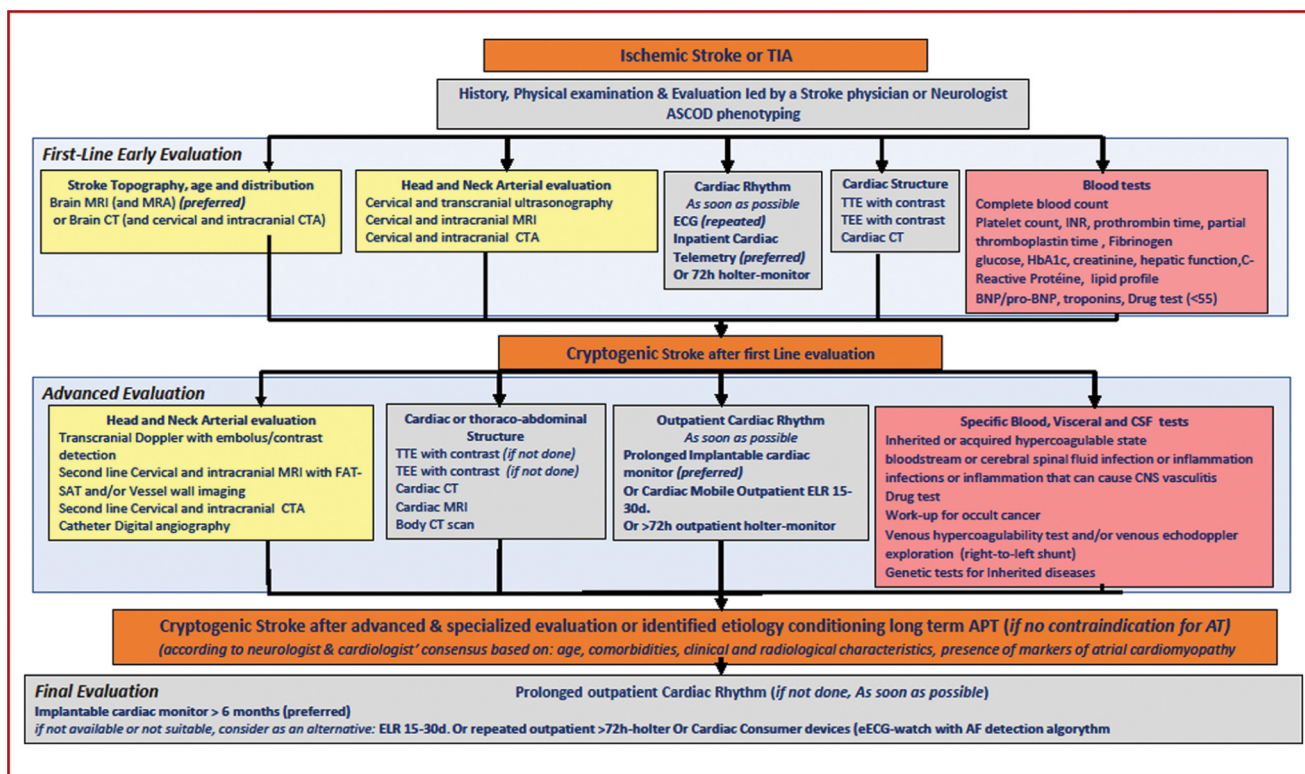 Ischemic Stroke or TIA
History, Physical examination & Evaluation led by a Stroke physician or Neurologist
ASCOD phenotyping
First-Line Early Evaluation
Stroke Topography, age and distribution
Brain MRI (and MRA) (preferred)
or Brain CT (and cervical and intracranial CTA)
Head and Neck Arterial evaluation
Cervical and transcranial ultrasonography
Cervical and intracranial MRI
Cervical and intracranial CTA
Cardiac Rhythm
As soon as possible
ECG (repeated)
Inpatient Cardiac
Telemetry (preferred)
Or 72h holter-monitor
Cardiac Structure
TTE with contrast
TEE with contrast
Cardiac CT
Blood tests
Complete blood count
Platelet count, INR, prothrombin time, partial
thromboplastin time , Fibrinogen
glucose, HbA1c, creatinine, hepatic function,C-
Reactive Protéine, lipid profile
BNP/pro-BNP, troponins, Drug test (<55)
Cryptogenic Stroke after first Line evaluation
Advanced Evaluation
Head and Neck Arterial evaluation
Transcranial Doppler with embolus/contrast
detection
Second line Cervical and intracranial MRI with FAT-
SAT and/or Vessel wall imaging
Second line Cervical and intracranial CTA
Catheter Digital angiography
Cardiac or thoraco-abdominal
Structure
TTE with contrast (if not done)
TEE with contrast (if not done)
Cardiac CT
Cardiac MRI
Body CT scan
Outpatient Cardiac Rhythm
As soon as possible
Prolonged Implantable cardiac
monitor (preferred)
Or Cardiac Mobile Outpatient ELR 15-
30d.
Or >72h outpatient holter-monitor
Specific Blood, Visceral and CSF tests
Inherited or acquired hypercoagulable state
bloodstream or cerebral spinal fluid infection or inflammation
infections or inflammation that can cause CNS vasculitis
Drug test
Work-up for occult cancer
Venous hypercoagulability test and/or venous echodoppler
exploration (right-to-left shunt)
Genetic tests for Inherited diseases
Cryptogenic Stroke after advanced & specialized evaluation or identified etiology conditioning long term APT (if no contraindication for AT)
(according to neurologist & cardiologist' consensus based on: age, comorbidities, clinical and radiological characteristics, presence of markers of atrial cardiomyopathy
Final Evaluation
Prolonged outpatient Cardiac Rhythm (if not done, As soon as possible)
Implantable cardiac monitor > 6 months (preferred)
if not available or not suitable, consider as an alternative: ELR 15-30d. Or repeated outpatient >72h-holter Or Cardiac Consumer devices (eECG-watch with AF detection algorythm